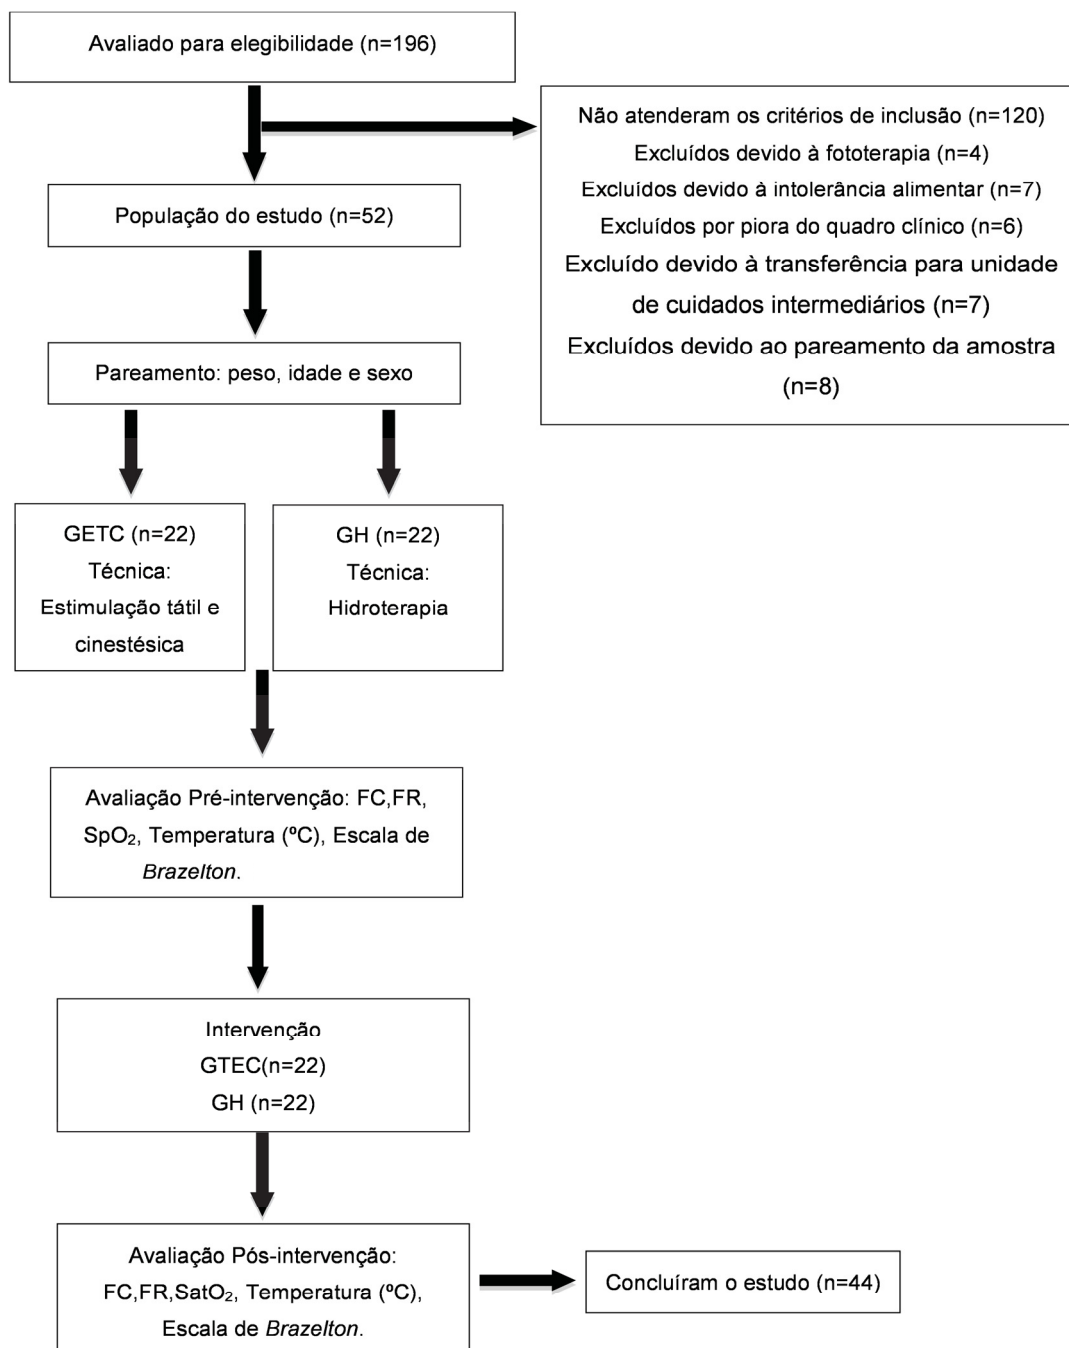 Avaliado para elegibilidade (n=196)
Não atenderam os critérios de inclusão (n=120)
Excluídos devido à fototerapia (n=4)
Excluídos devido à intolerância alimentar (n=7)
Excluídos por piora do quadro clínico (n=6)
Excluído devido à transferência para unidade
de cuidados intermediários (n=7)
Excluídos devido ao pareamento da amostra
(n=8)
População do estudo (n=52)
Pareamento: peso, idade e sexo
GETC (n=22)
Técnica:
Estimulação tátil e
cinestésica
GH (n=22)
Técnica:
Hidroterapia
Avaliação Pré-intervenção: FC,FR,
SpO₂, Temperatura (ºC), Escala de
Brazelton.
Intervenção
GTEC(n=22)
GH (n=22)
Avaliação Pós-intervenção:
FC,FR,SatO₂, Temperatura (ºC),
Escala de Brazelton.
Concluíram o estudo (n=44)